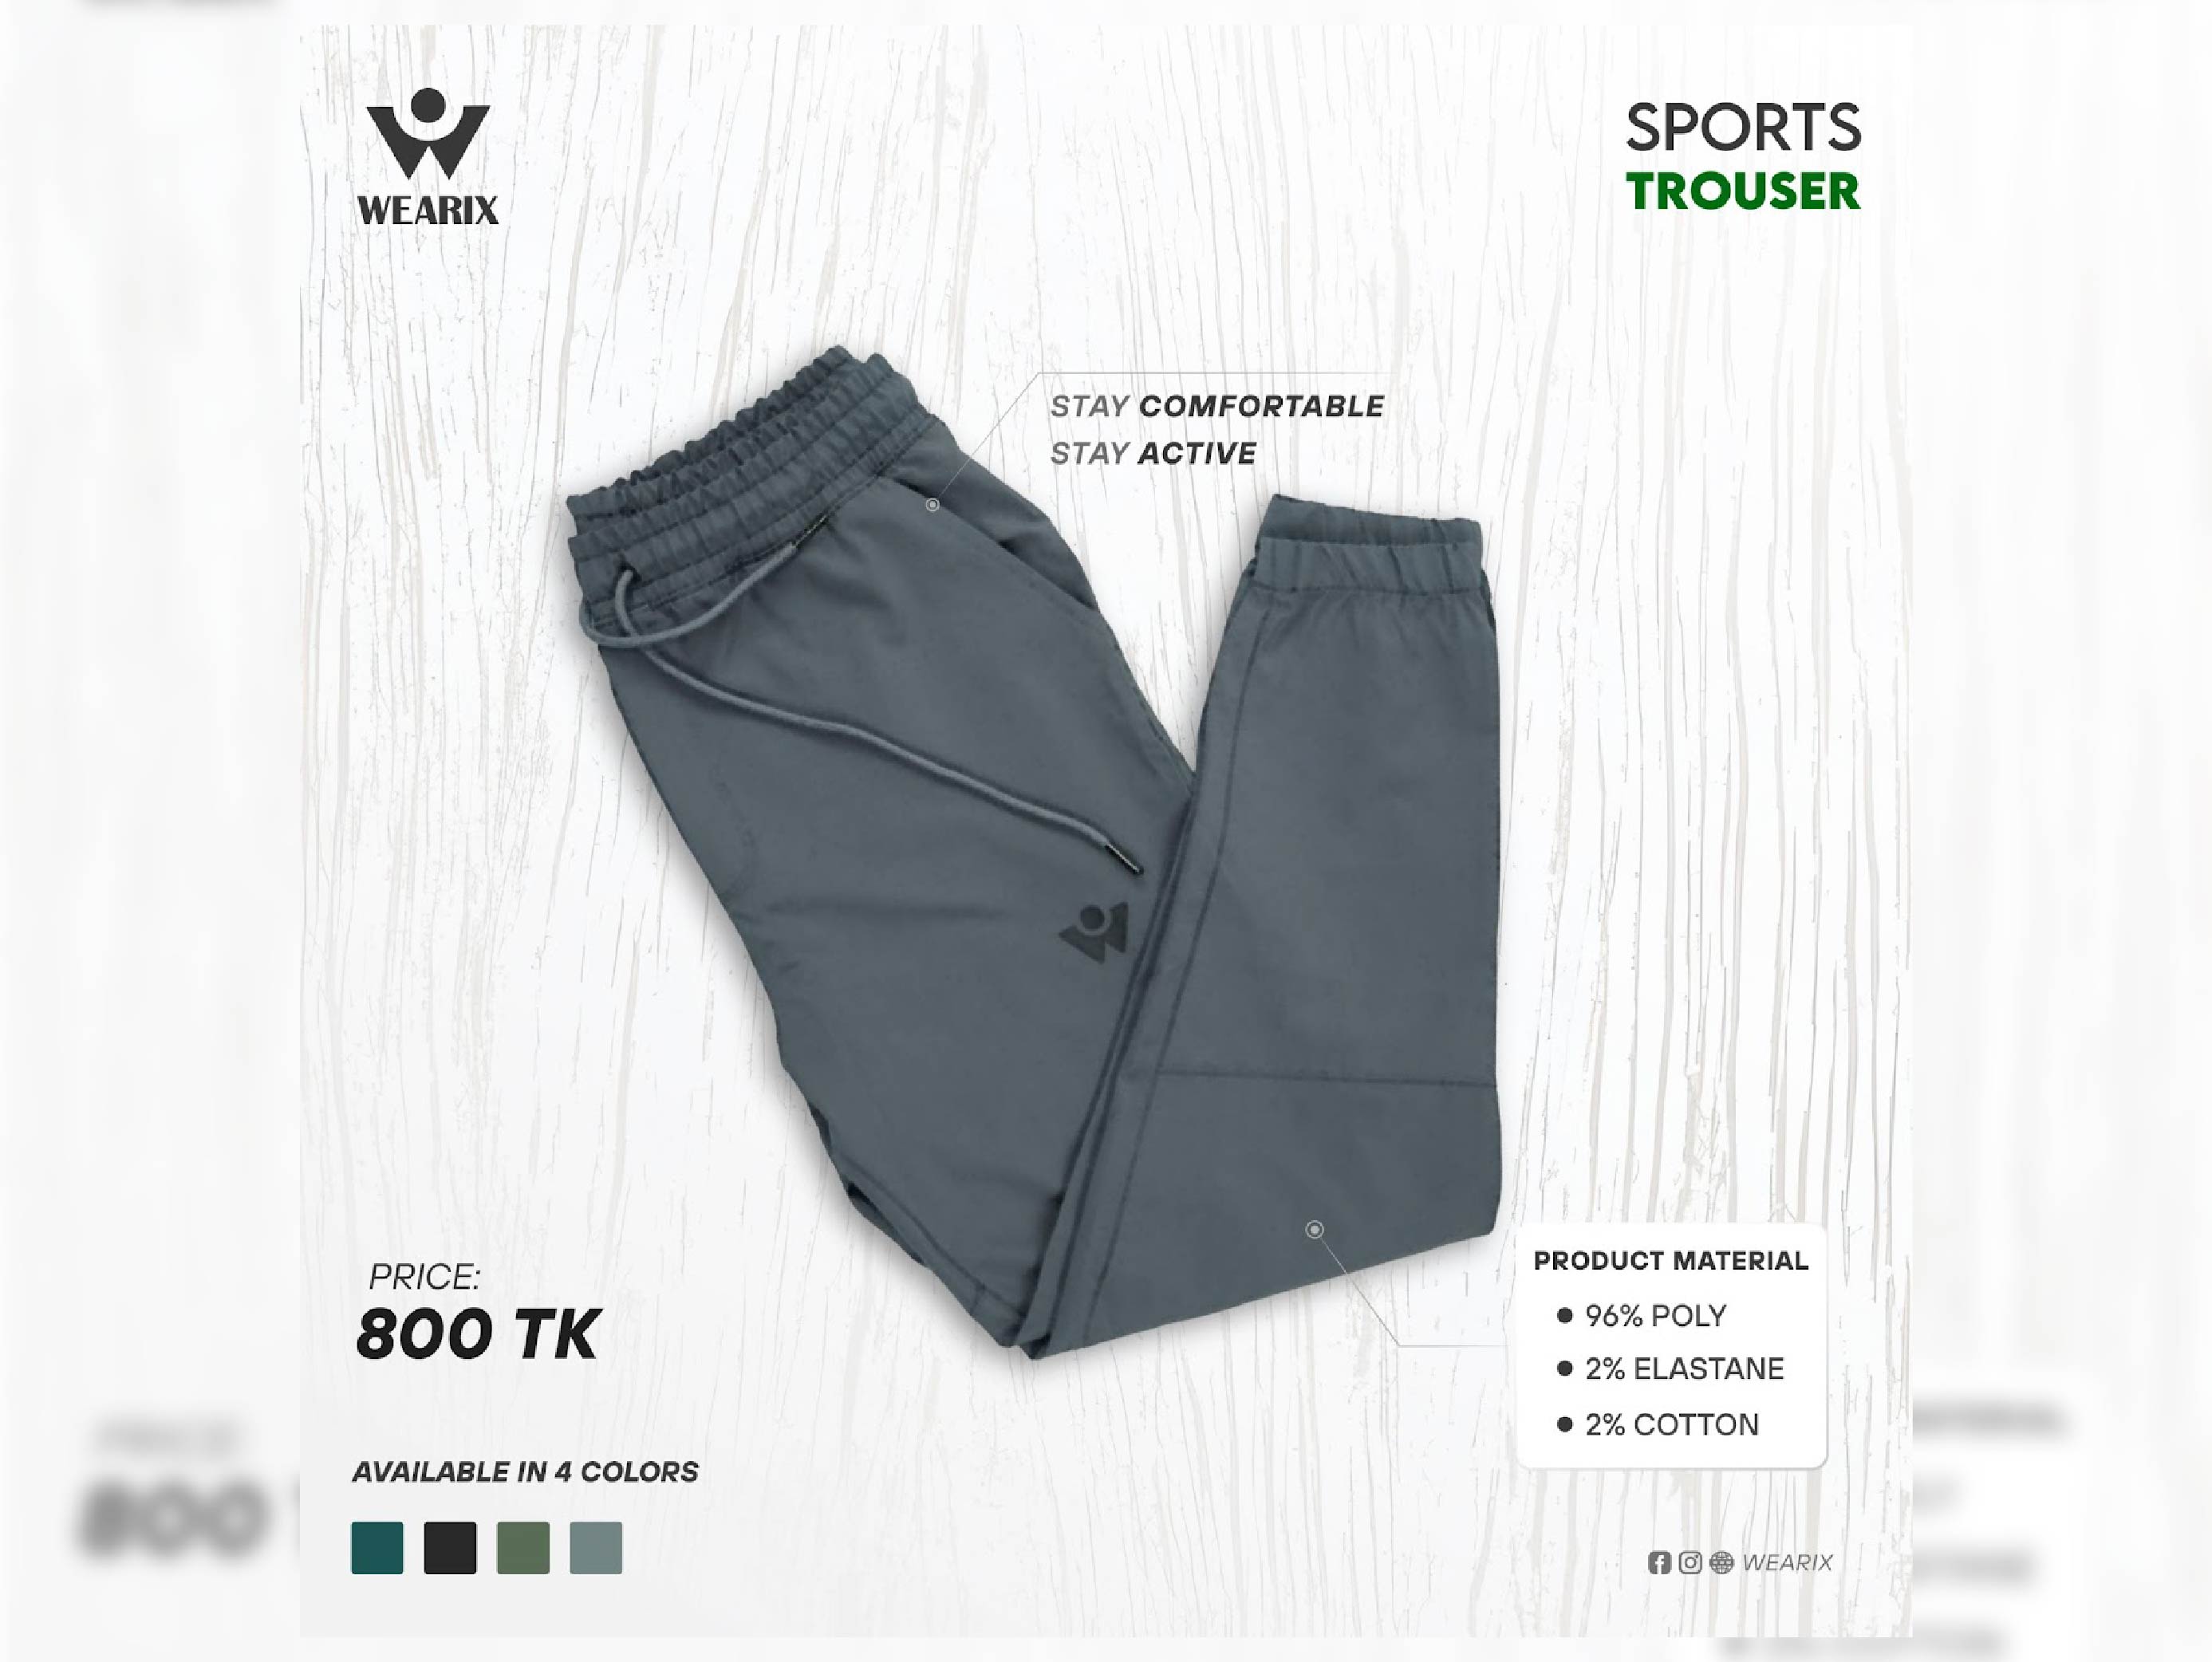 WEARIX
SPORTS
TROUSER
STAY COMFORTABLE
STAY ACTIVE
PRICE:
800 TK
AVAILABLE IN 4 COLORS
PRODUCT MATERIAL
96% POLY
2% ELASTANE
2% COTTON
WEARIX